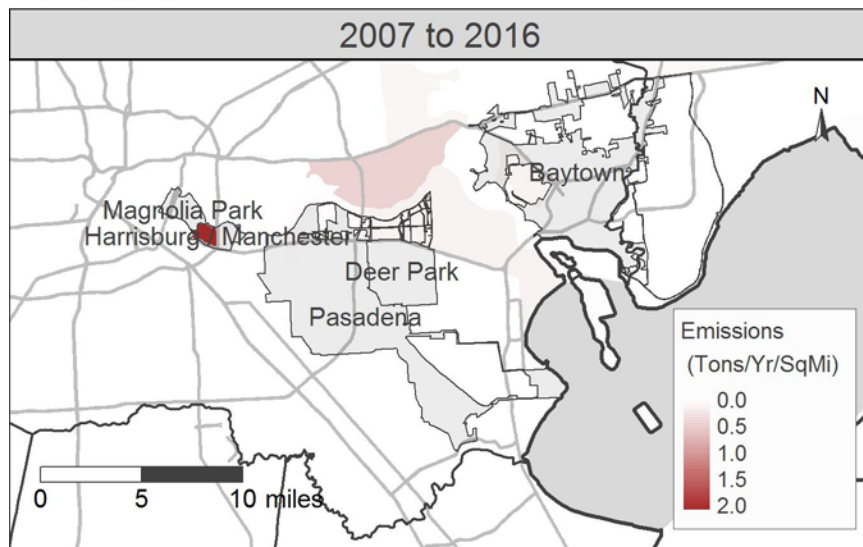 2007 to 2016
N
Baytown
Magnolia Park
Harrisburg / Manchester
Deer Park
Pasadena
Emissions
(Tons/Yr/SqMi)
0.0
0.5
1.0
1.5
2.0
0 5 10 miles